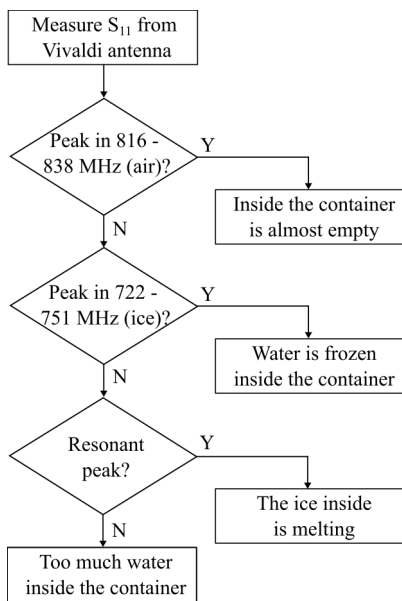 Measure S₁₁ from
Vivaldi antenna
Peak in 816 -
838 MHz (air)?
Y
Inside the container
is almost empty
N
Peak in 722 -
751 MHz (ice)?
Y
Water is frozen
inside the container
N
Resonant
peak?
Y
The ice inside
is melting
N
Too much water
inside the container